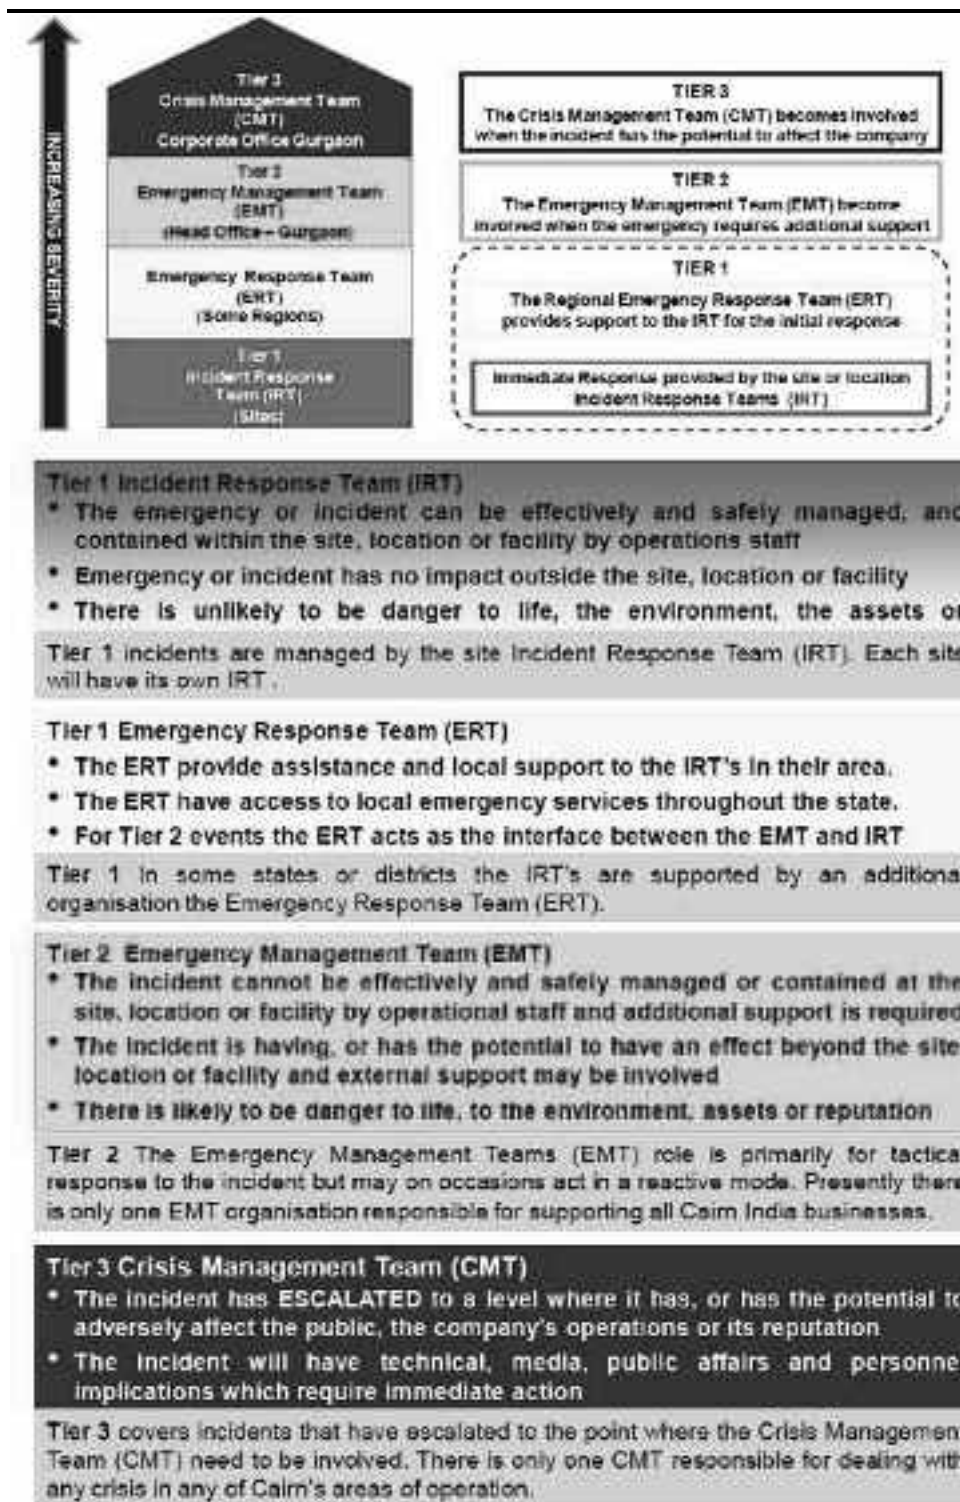 INCREASING SEVERITY
Tier 3
Crisis Management Team
(CMT)
Corporate Office Gurgaon
Tier 2
Emergency Management Team
(EMT)
(Head Office – Gurgaon)
Emergency Response Team
(ERT)
(Some Regions)
Tier 1
Incident Response
Team (IRT)
(Sites)
TIER 3
The Crisis Management Team (CMT) becomes involved
when the incident has the potential to affect the company
TIER 2
The Emergency Management Team (EMT) become
involved when the emergency requires additional support
TIER 1
The Regional Emergency Response Team (ERT)
provides support to the IRT for the initial response
Immediate Response provided by the site or location
Incident Response Teams (IRT)
Tier 1 Incident Response Team (IRT)
* The emergency or incident can be effectively and safely managed, and
contained within the site, location or facility by operations staff
* Emergency or incident has no impact outside the site, location or facility
* There is unlikely to be danger to life, the environment, the assets or
Tier 1 incidents are managed by the site Incident Response Team (IRT). Each site
will have its own IRT .
Tier 1 Emergency Response Team (ERT)
* The ERT provide assistance and local support to the IRT's in their area.
* The ERT have access to local emergency services throughout the state.
* For Tier 2 events the ERT acts as the interface between the EMT and IRT
Tier 1 In some states or districts the IRT's are supported by an additiona
organisation the Emergency Response Team (ERT).
Tier 2 Emergency Management Team (EMT)
* The incident cannot be effectively and safely managed or contained at the
site, location or facility by operational staff and additional support is required
* The incident is having, or has the potential to have an effect beyond the site
location or facility and external support may be involved
* There is likely to be danger to life, to the environment, assets or reputation
Tier 2 The Emergency Management Teams (EMT) role is primarily for tactica
response to the incident but may on occasions act in a reactive mode. Presently there
is only one EMT organisation responsible for supporting all Cairn India businesses.
Tier 3 Crisis Management Team (CMT)
* The incident has ESCALATED to a level where it has, or has the potential to
adversely affect the public, the company's operations or its reputation
* The incident will have technical, media, public affairs and personne
implications which require immediate action
Tier 3 covers incidents that have escalated to the point where the Crisis Management
Team (CMT) need to be involved. There is only one CMT responsible for dealing with
any crisis in any of Cairn's areas of operation.